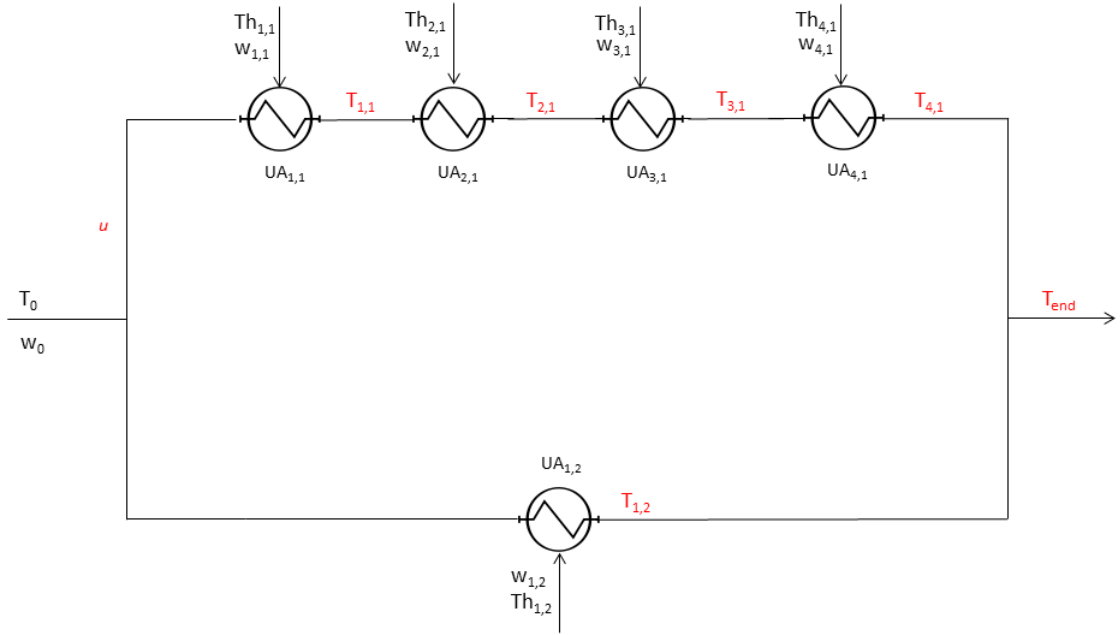 Th1,1
w1,1
Th2,1
w2,1
Th3,1
w3,1
Th4,1
w4,1
T1,1
T2,1
T3,1
T4,1
UA1,1
UA2,1
UA3,1
UA4,1
u
T0
w0
Tend
UA1,2
T1,2
w1,2
Th1,2